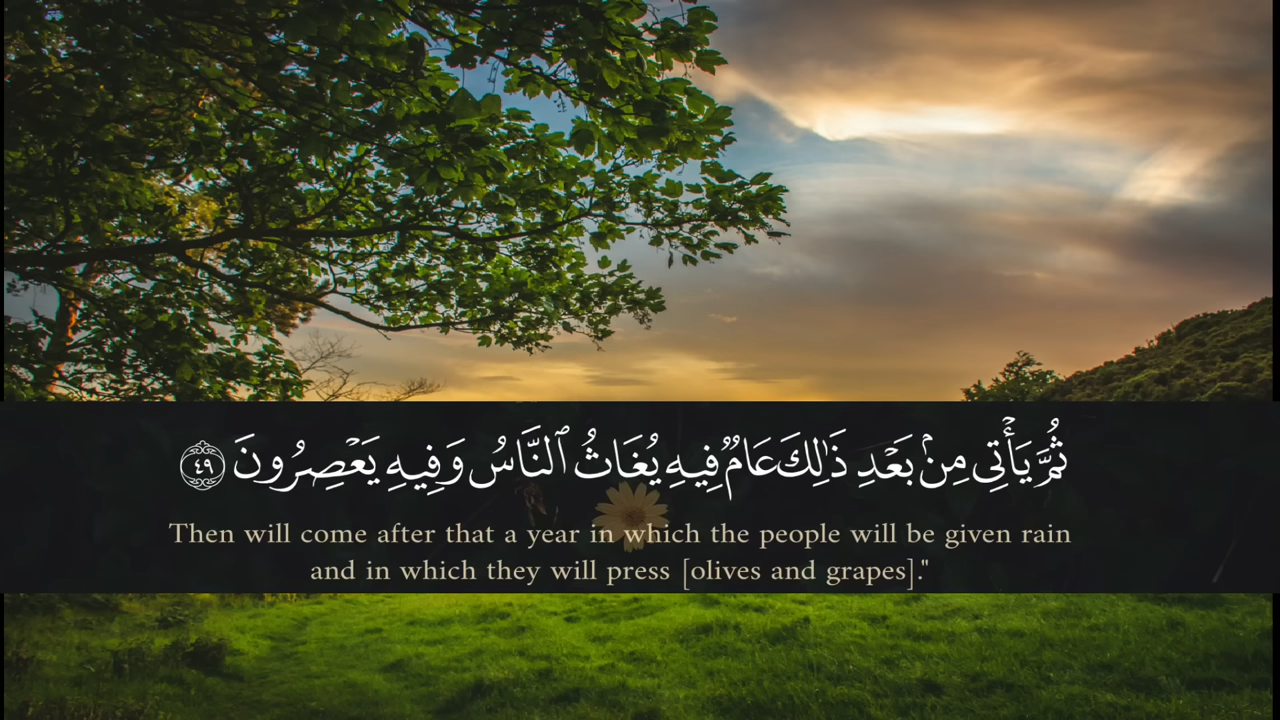 ثُمَّ يَأْتِى مِنۢ بَعْدِ ذَٰلِكَ عَامٌ فِيهِ يُغَاثُ ٱلنَّاسُ وَفِيهِ يَعْصِرُونَ ٤٩
Then will come after that a year in which the people will be given rain
and in which they will press [olives and grapes]."